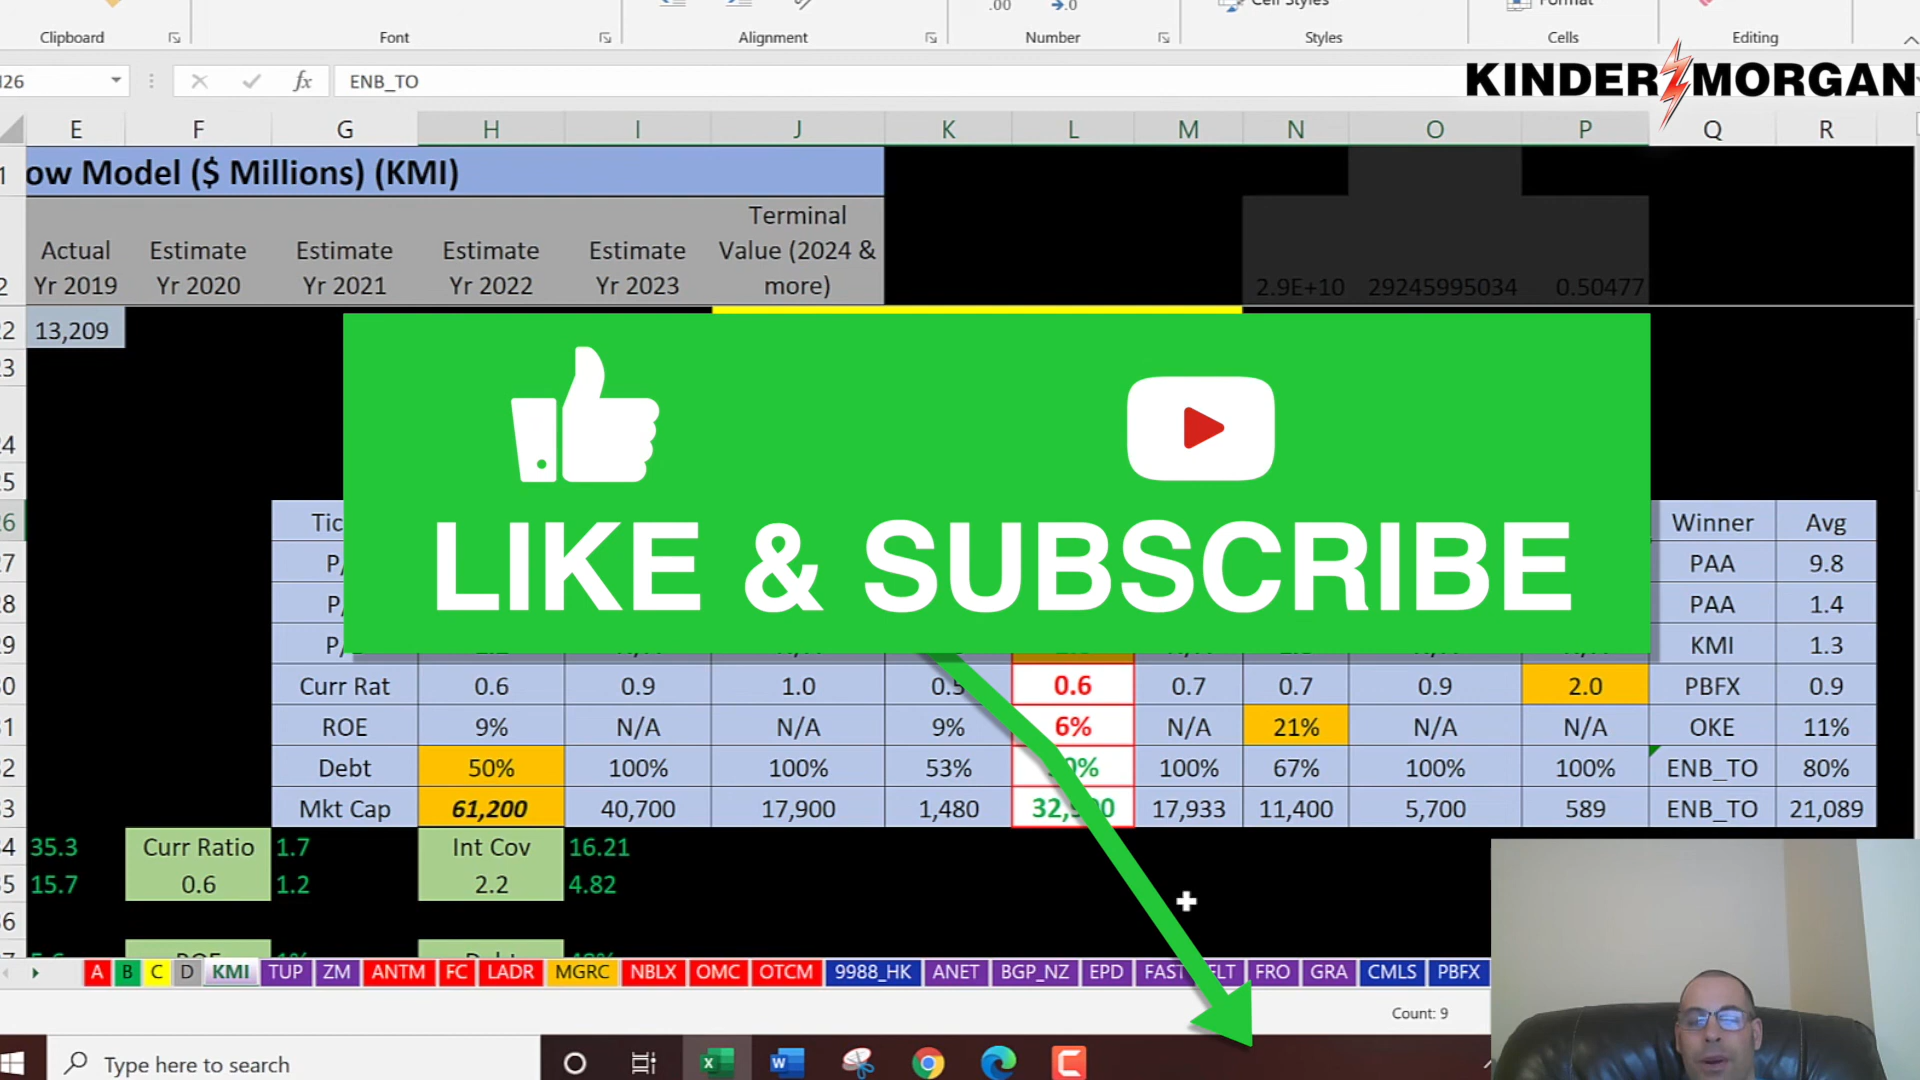 Clipboard Font Alignment Number Styles Cells Editing
ENB_TO
KINDER MORGAN
E F G H I J K L M N O P Q R
ow Model ($ Millions) (KMI)
Actual Yr 2019 Estimate Yr 2020 Estimate Yr 2021 Estimate Yr 2022 Estimate Yr 2023 Terminal Value (2024 & more) 2.9E+10 29245995034 0.50477
13,209
LIKE & SUBSCRIBE
Winner Avg
PAA 9.8
PAA 1.4
KMI 1.3
Curr Rat 0.6 0.9 1.0 0.6 0.7 0.7 0.9 2.0 PBFX 0.9
ROE 9% N/A N/A 9% 6% N/A 21% N/A N/A OKE 11%
Debt 50% 100% 100% 53% 100% 67% 100% 100% ENB_TO 80%
Mkt Cap 61,200 40,700 17,900 1,480 17,933 11,400 5,700 589 ENB_TO 21,089
35.3 Curr Ratio 1.7 Int Cov 16.21
15.7 0.6 1.2 2.2 4.82
A B C D KMI TUP ZM ANTM FC LADR MGRC NBLX OMC OTCM 9988_HK ANET BGP_NZ EPD FAST FRO GRA CMLS PBFX
Count: 9
Type here to search